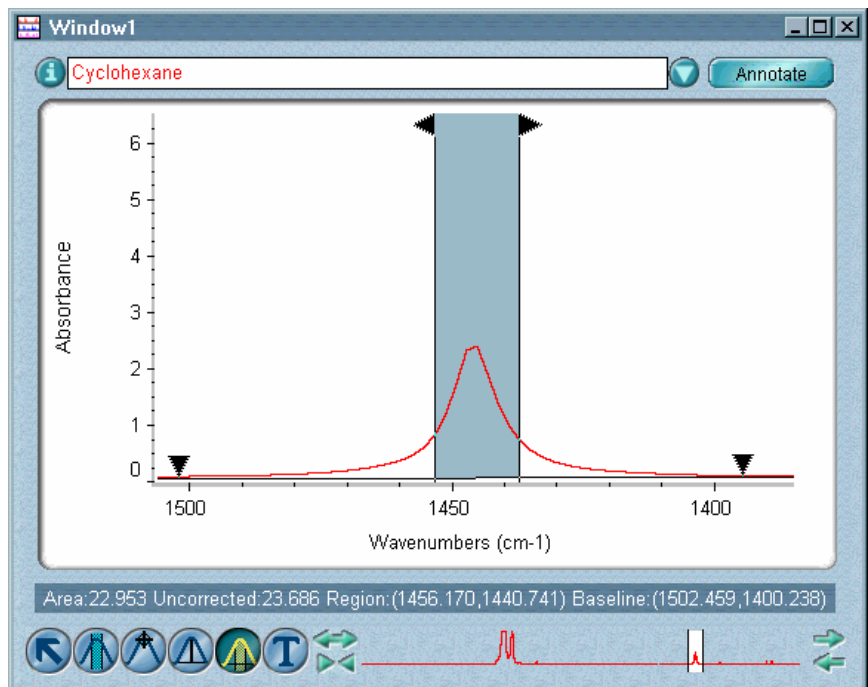 Window1
Cyclohexane
Annotate
6
5
4
3
2
1
0
Absorbance
1500 1450 1400
Wavenumbers (cm-1)
Area:22.953 Uncorrected:23.686 Region:(1456.170,1440.741) Baseline:(1502.459,1400.238)
T